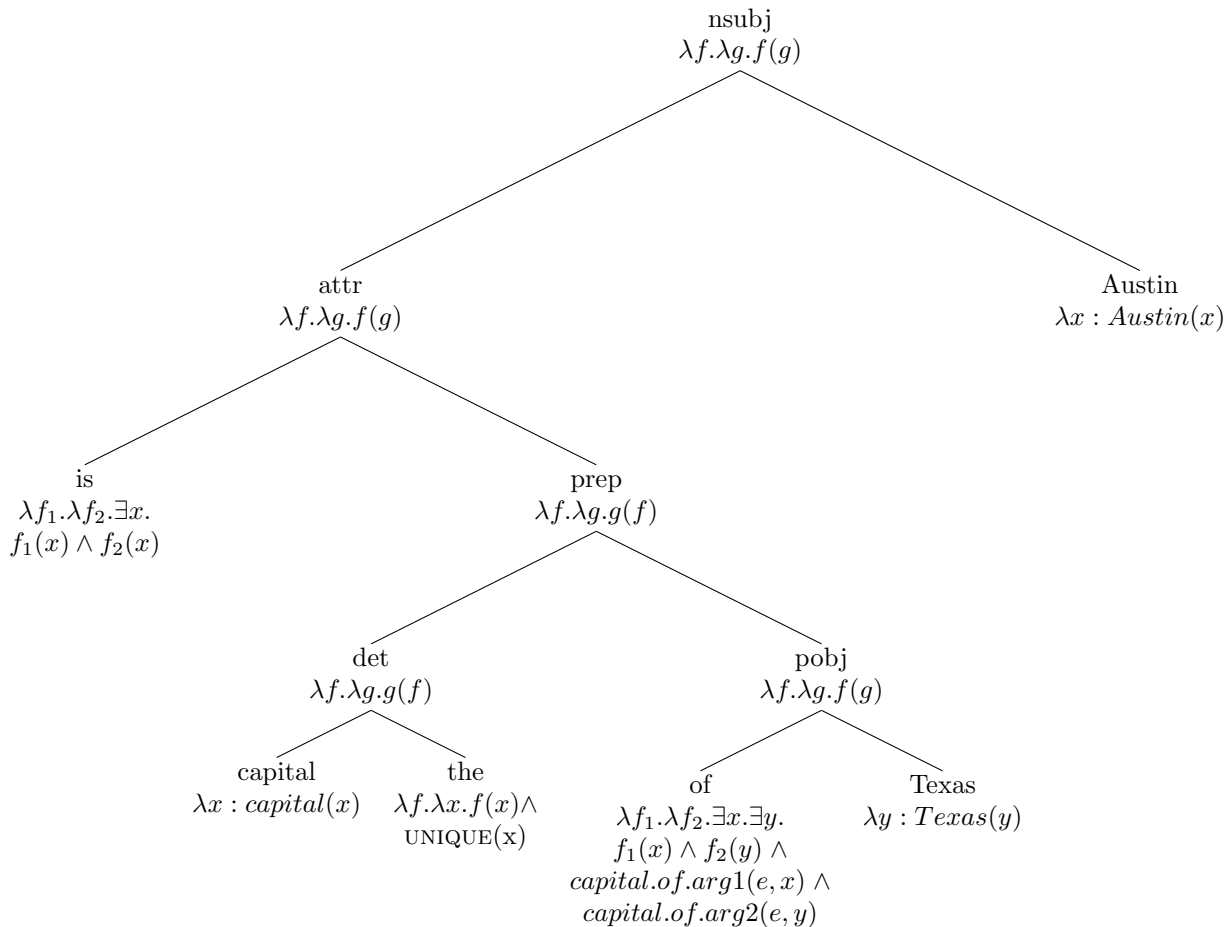 nsubj
λf.λg.f(g)
attr
λf.λg.f(g)
Austin
λx : Austin(x)
is
λf₁.λf₂.∃x.
f₁(x) ∧ f₂(x)
prep
λf.λg.g(f)
det
λf.λg.g(f)
pobj
λf.λg.f(g)
capital
λx : capital(x)
the
λf.λx.f(x)∧
UNIQUE(x)
of
λf₁.λf₂.∃x.∃y.
f₁(x) ∧ f₂(y) ∧
capital.of.arg1(e, x) ∧
capital.of.arg2(e, y)
Texas
λy : Texas(y)